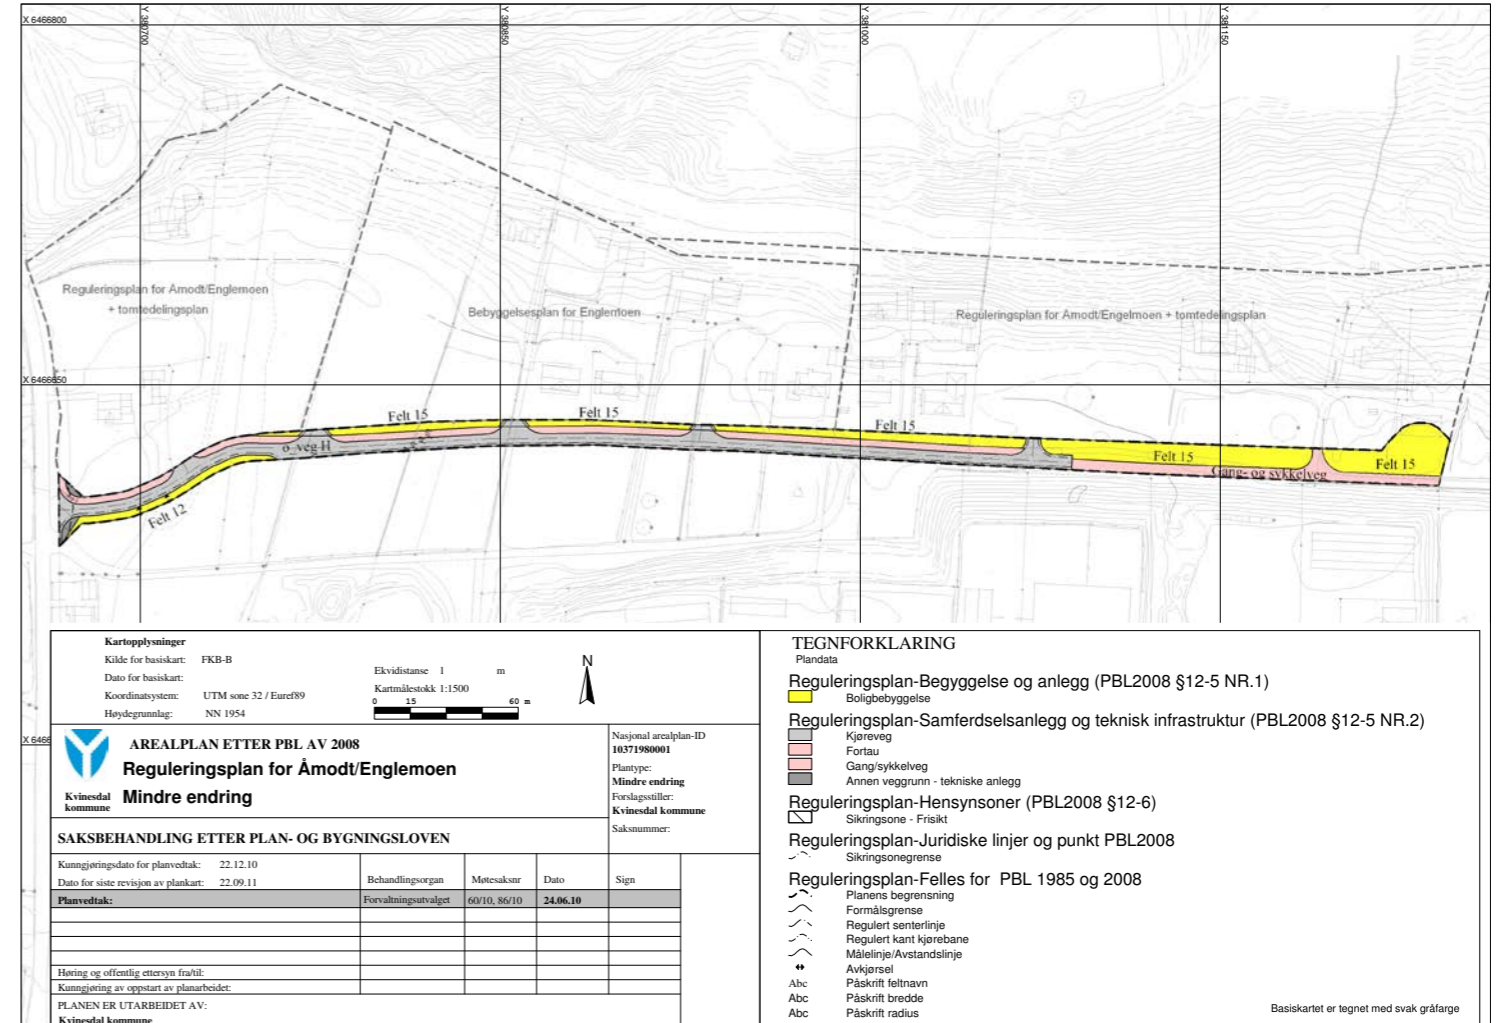 X 6466800
Y 380700
Y 380850
Y 381000
Y 381150
Reguleringsplan for Åmodt/Englemoen
+ tomtedelingsplan
Bebyggelsesplan for Englemoen
Reguleringsplan for Åmodt/Engelmoen + tomtedelingsplan
X 6466650
Felt 15
Felt 15
Felt 15
o_veg H
Felt 15
Felt 15
Gang- og sykkelveg
Felt 12
X 6466
Kartopplysninger
Kilde for basiskart: FKB-B
Dato for basiskart:
Koordinatsystem: UTM sone 32 / Euref89
Høydegrunnlag: NN 1954
Ekvidistanse 1 m
Kartmålestokk 1:1500
0 15 60 m
N
Kvinesdal
kommune
AREALPLAN ETTER PBL AV 2008
Reguleringsplan for Åmodt/Englemoen
Mindre endring
Nasjonal arealplan-ID
10371980001
Plantype:
Mindre endring
Forslagsstiller:
Kvinesdal kommune
Saksnummer:
SAKSBEHANDLING ETTER PLAN- OG BYGNINGSLOVEN
Kunngjøringsdato for planvedtak: 22.12.10
Dato for siste revisjon av plankart: 22.09.11
Behandlingsorgan Møtesaksnr Dato Sign
Planvedtak: Forvaltningsutvalget 60/10, 86/10 24.06.10
Høring og offentlig ettersyn fra/til:
Kunngjøring av oppstart av planarbeidet:
PLANEN ER UTARBEIDET AV:
Kvinesdal kommune
TEGNFORKLARING
Plandata
Reguleringsplan-Begyggelse og anlegg (PBL2008 §12-5 NR.1)
Boligbebyggelse
Reguleringsplan-Samferdselsanlegg og teknisk infrastruktur (PBL2008 §12-5 NR.2)
Kjøreveg
Fortau
Gang/sykkelveg
Annen veggrunn - tekniske anlegg
Reguleringsplan-Hensynsoner (PBL2008 §12-6)
Sikringsone - Frisikt
Reguleringsplan-Juridiske linjer og punkt PBL2008
Sikringsonegrense
Reguleringsplan-Felles for PBL 1985 og 2008
Planens begrensning
Formålsgrense
Regulert senterlinje
Regulert kant kjørebane
Målelinje/Avstandslinje
Avkjørsel
Abc Påskrift feltnavn
Abc Påskrift bredde
Abc Påskrift radius
Basiskartet er tegnet med svak gråfarge